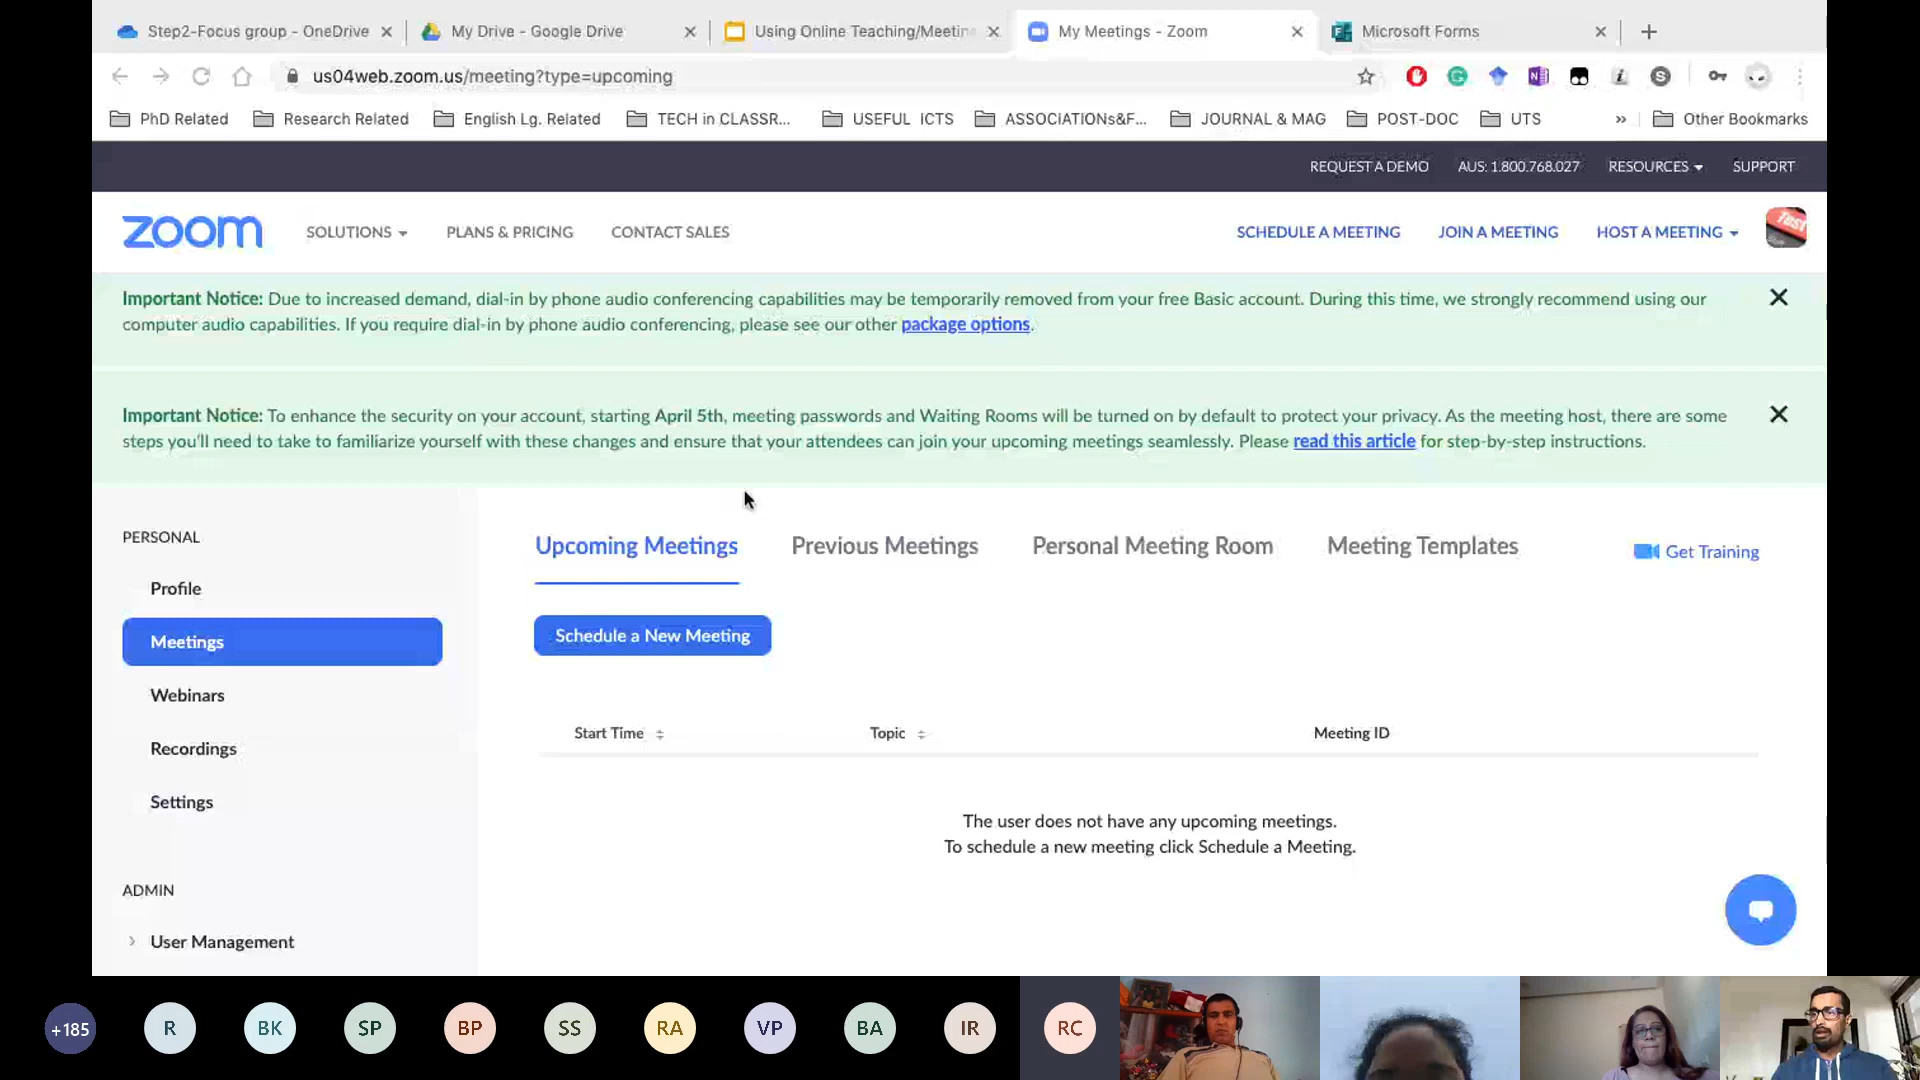 Step2-Focus group - OneDrive
My Drive - Google Drive
Using Online Teaching/Meetin
My Meetings - Zoom
Microsoft Forms
us04web.zoom.us/meeting?type=upcoming
PhD Related
Research Related
English Lg. Related
TECH in CLASSR...
USEFUL ICTS
ASSOCIATIONs&F...
JOURNAL & MAG
POST-DOC
UTS
»
Other Bookmarks
REQUEST A DEMO
AUS: 1.800.768.027
RESOURCES
SUPPORT
zoom
SOLUTIONS
PLANS & PRICING
CONTACT SALES
SCHEDULE A MEETING
JOIN A MEETING
HOST A MEETING
Test
Important Notice: Due to increased demand, dial-in by phone audio conferencing capabilities may be temporarily removed from your free Basic account. During this time, we strongly recommend using our
computer audio capabilities. If you require dial-in by phone audio conferencing, please see our other package options.
Important Notice: To enhance the security on your account, starting April 5th, meeting passwords and Waiting Rooms will be turned on by default to protect your privacy. As the meeting host, there are some
steps you'll need to take to familiarize yourself with these changes and ensure that your attendees can join your upcoming meetings seamlessly. Please read this article for step-by-step instructions.
PERSONAL
Profile
Meetings
Webinars
Recordings
Settings
ADMIN
User Management
Upcoming Meetings
Previous Meetings
Personal Meeting Room
Meeting Templates
Get Training
Schedule a New Meeting
Start Time
Topic
Meeting ID
The user does not have any upcoming meetings.
To schedule a new meeting click Schedule a Meeting.
+185
R
BK
SP
BP
SS
RA
VP
BA
IR
RC